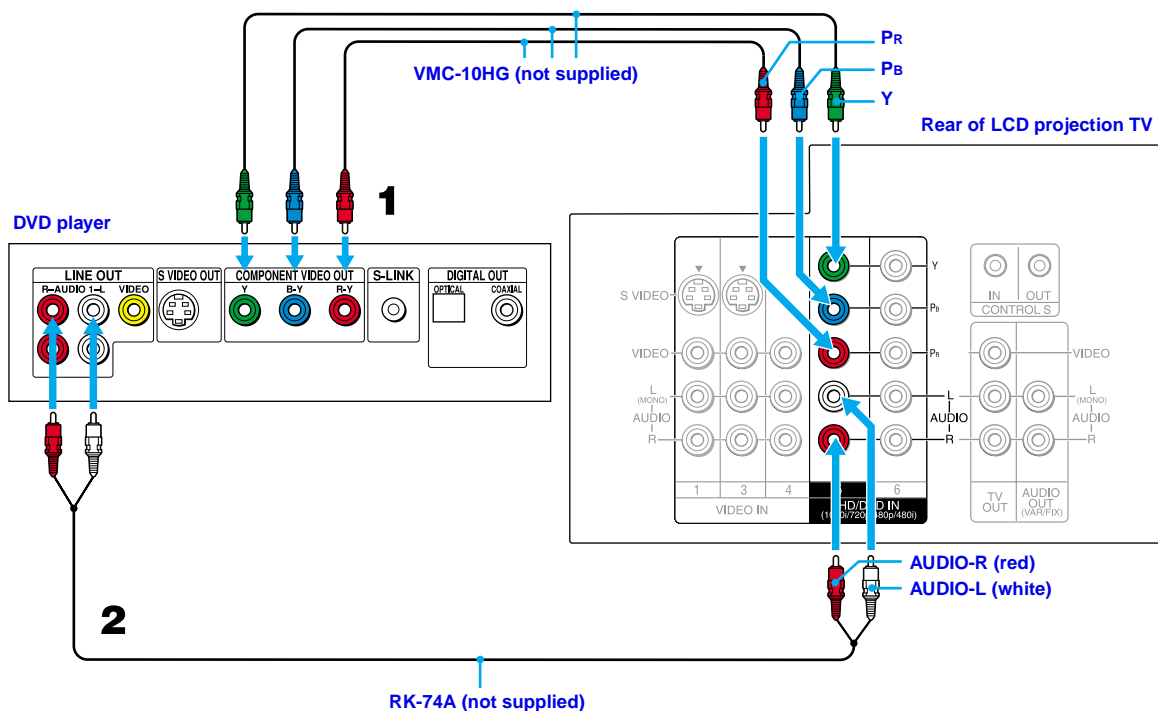 PR
PB
Y
VMC-10HG (not supplied)
Rear of LCD projection TV
1
DVD player
LINE OUT
R–AUDIO 1–L VIDEO
S VIDEO OUT
COMPONENT VIDEO OUT
Y B-Y R-Y
S-LINK
DIGITAL OUT
OPTICAL COAXIAL
S VIDEO
VIDEO
L
(MONO)
AUDIO
R
1 3 4
VIDEO IN
Y
PB
PR
L
AUDIO
R
6
IN OUT
CONTROL S
VIDEO
L
(MONO)
AUDIO
R
TV
OUT
AUDIO
OUT
(VAR/FIX)
AUDIO-R (red)
AUDIO-L (white)
2
RK-74A (not supplied)